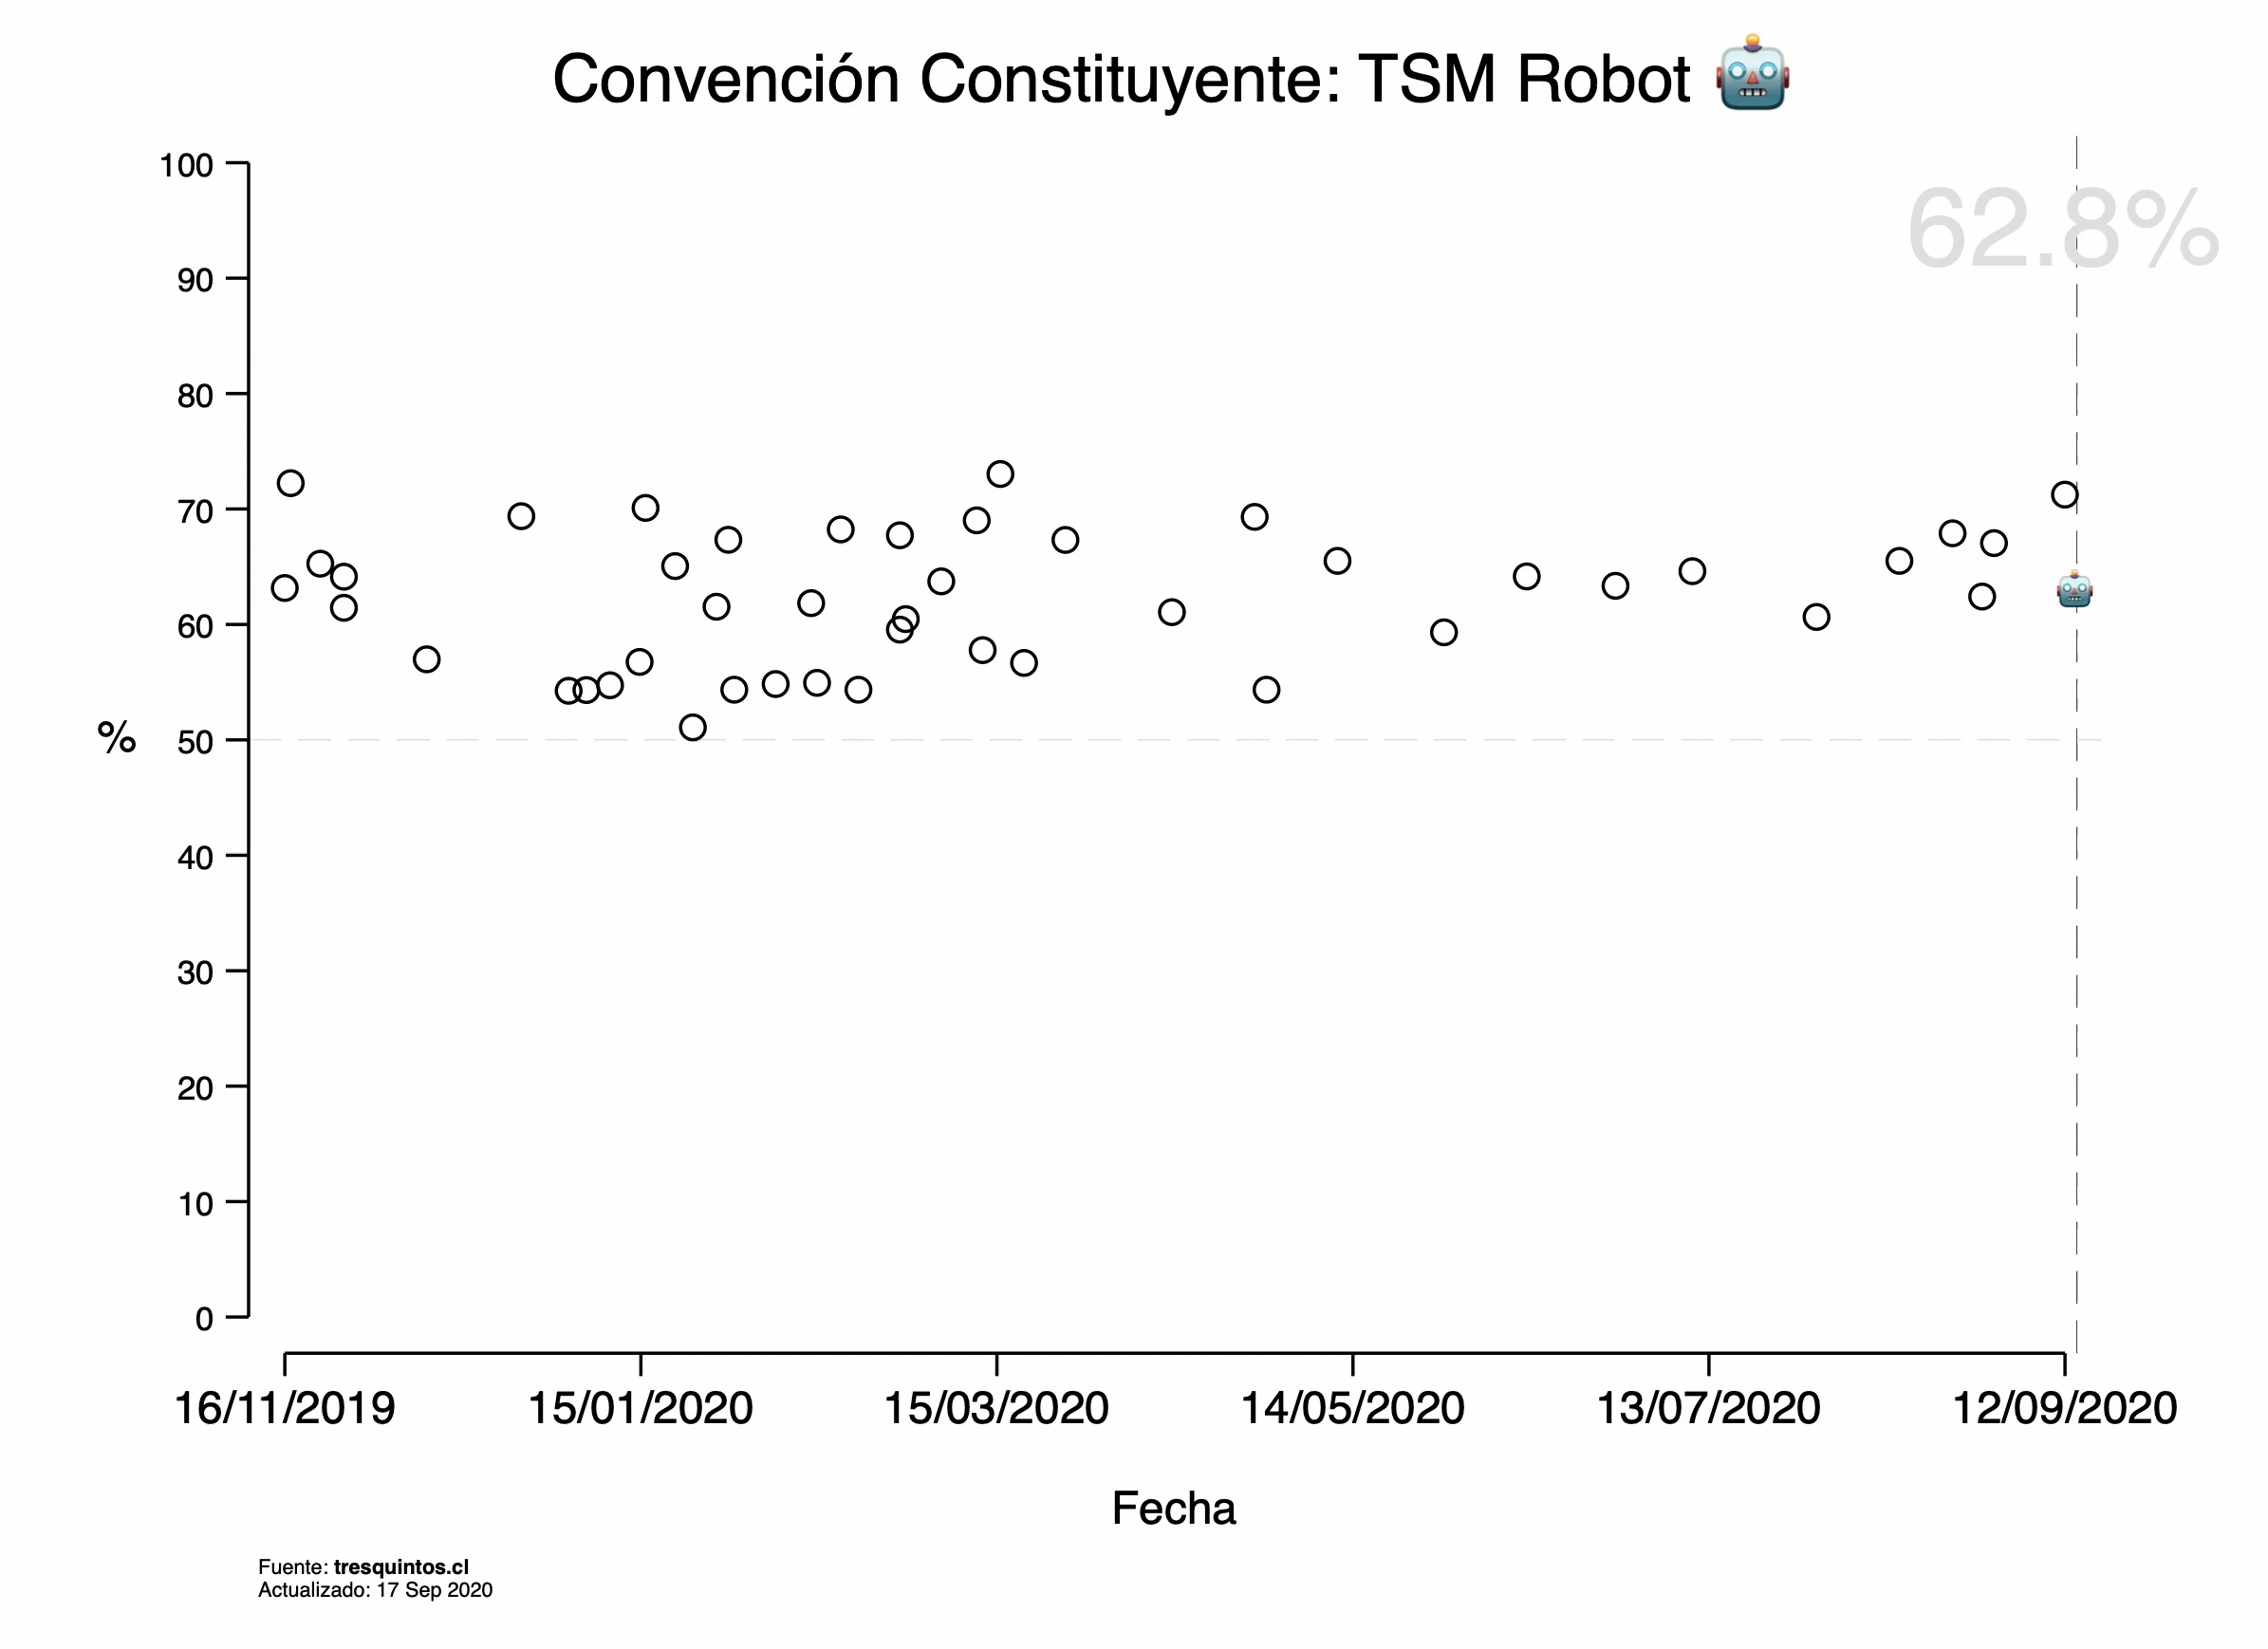 Convención Constituyente: TSM Robot 🤖
62.8%
100
90
80
70
60
50
40
30
20
10
0
%
16/11/2019 15/01/2020 15/03/2020 14/05/2020 13/07/2020 12/09/2020
Fecha
Fuente: tresquintos.cl
Actualizado: 17 Sep 2020